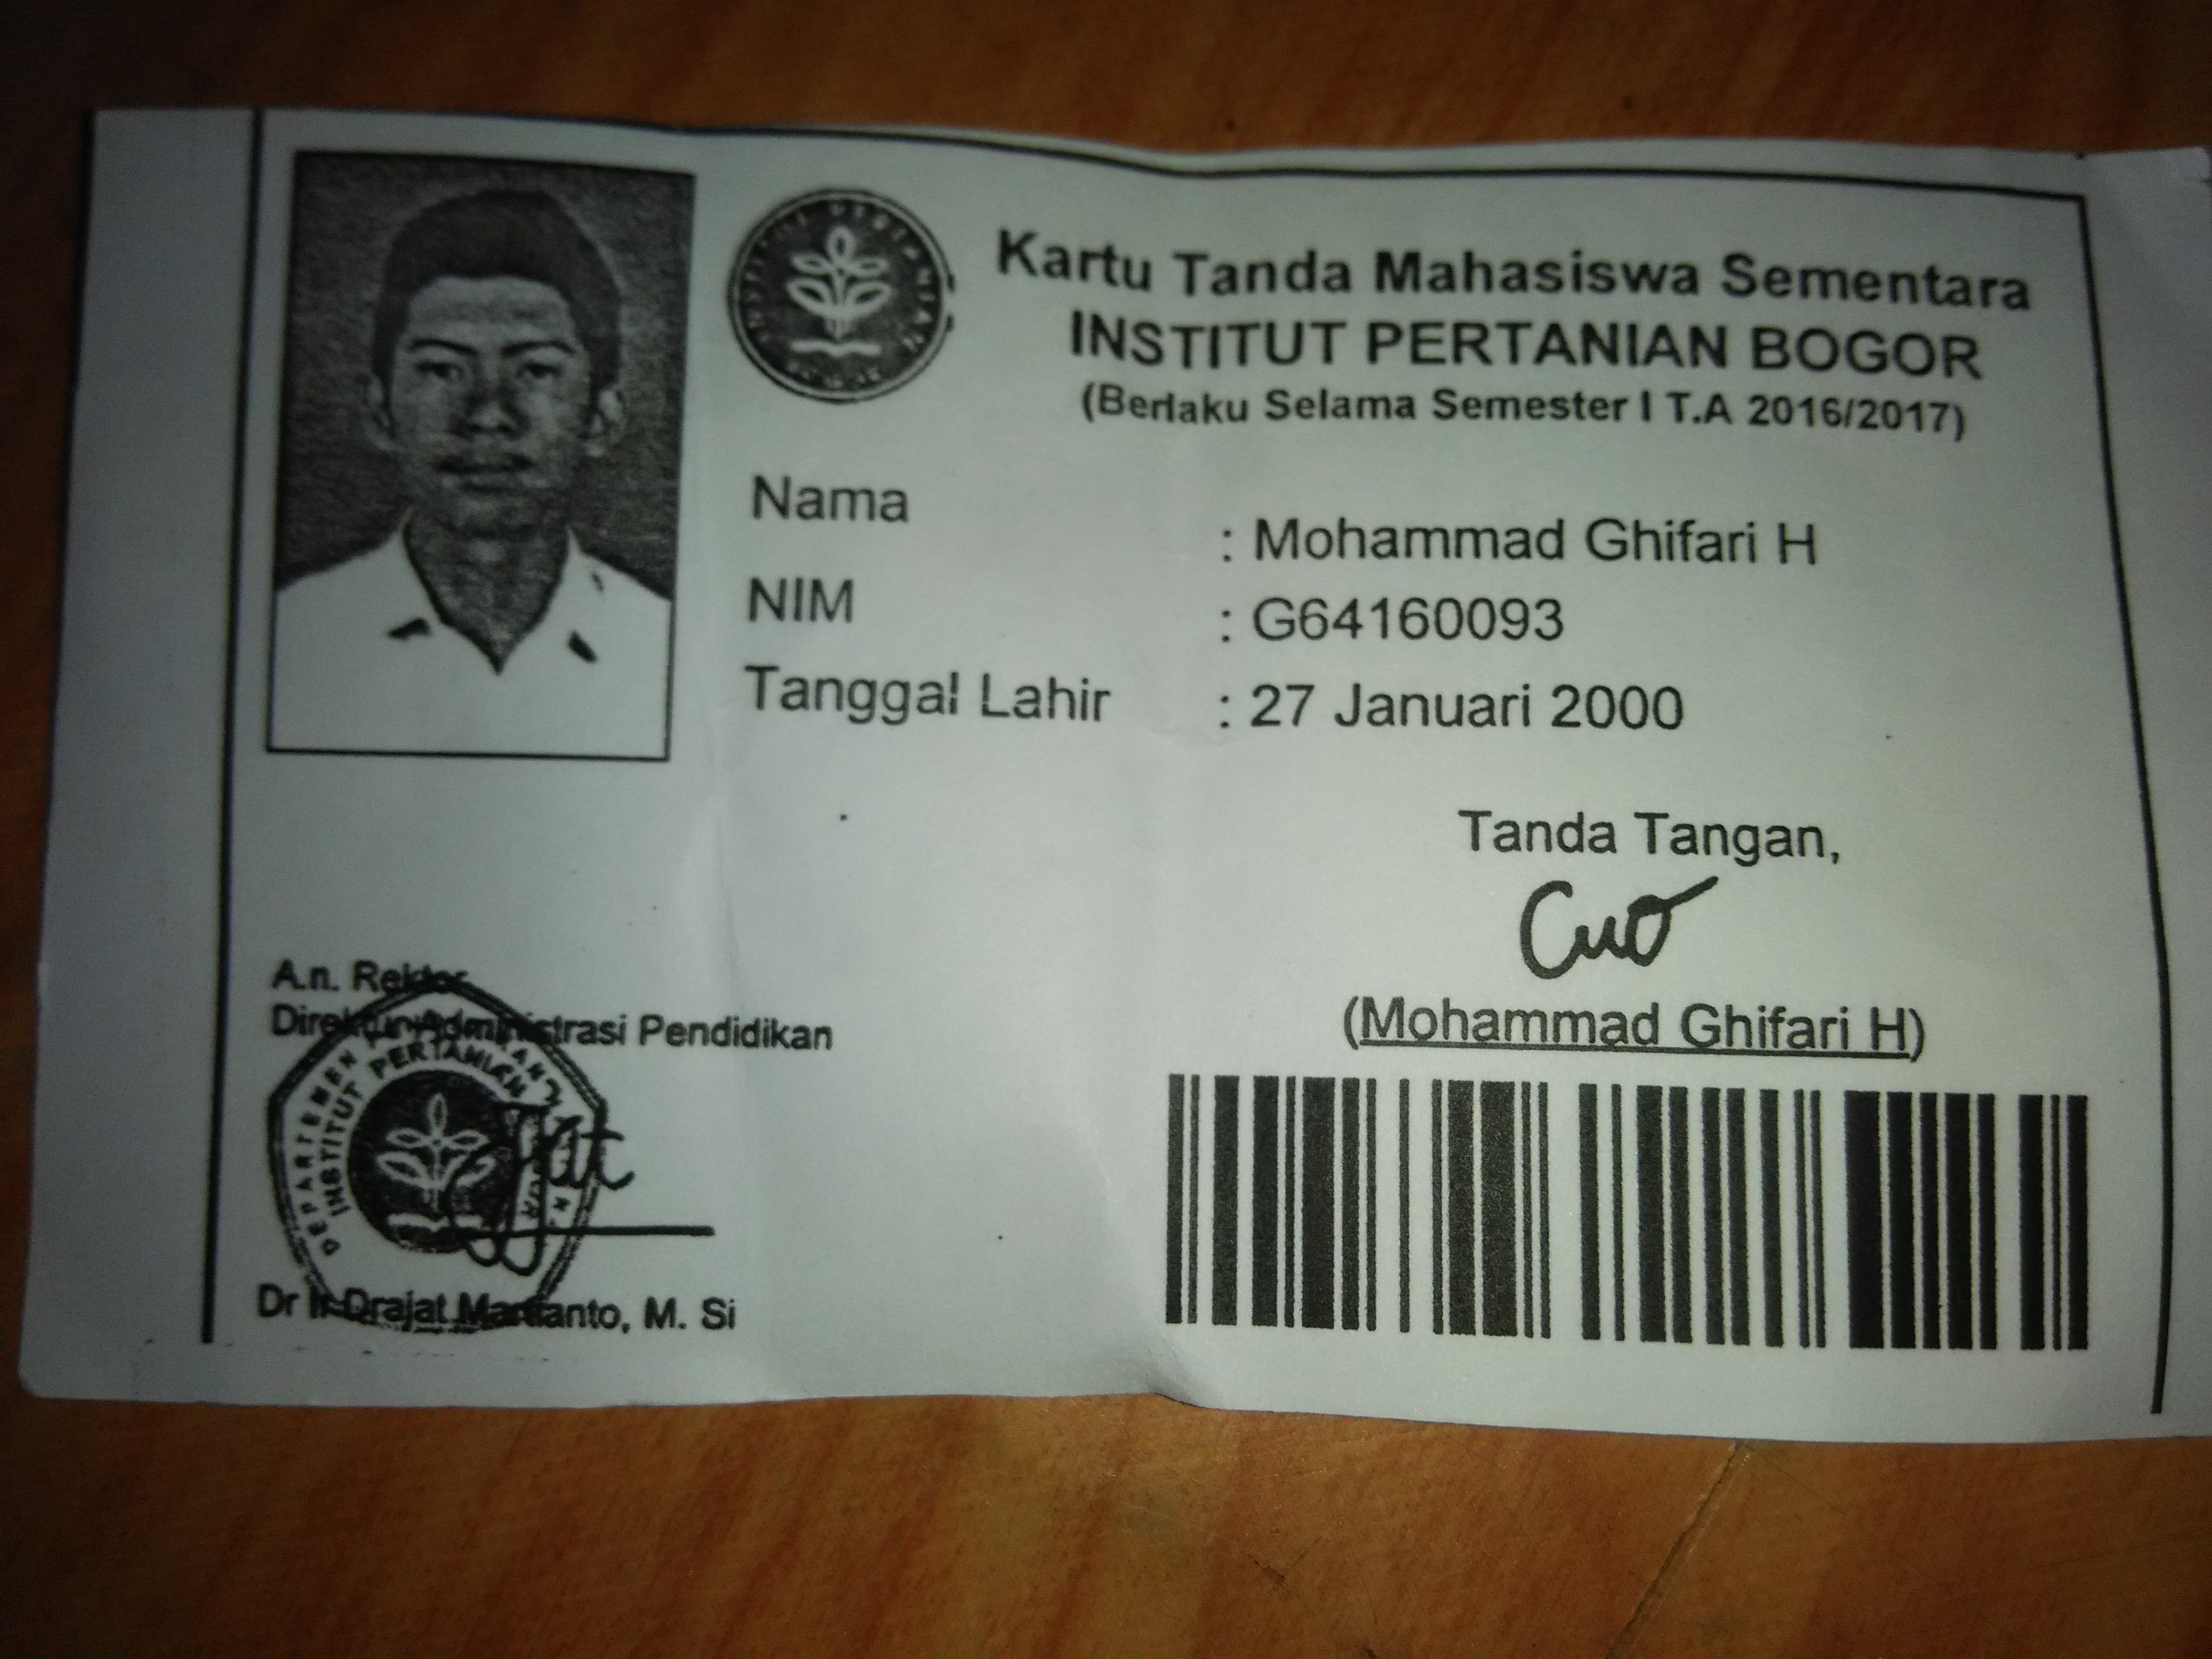 Kartu Tanda Mahasiswa Sementara
INSTITUT PERTANIAN BOGOR
(Berlaku Selama Semester I T.A 2016/2017)
Nama : Mohammad Ghifari H
NIM : G64160093
Tanggal Lahir : 27 Januari 2000
Tanda Tangan,
(Mohammad Ghifari H)
A.n. Rektor
Direktur Administrasi Pendidikan
DEPARTEMEN
INSTITUT PERTANIAN
Dr Ir Drajat Martianto, M. Si